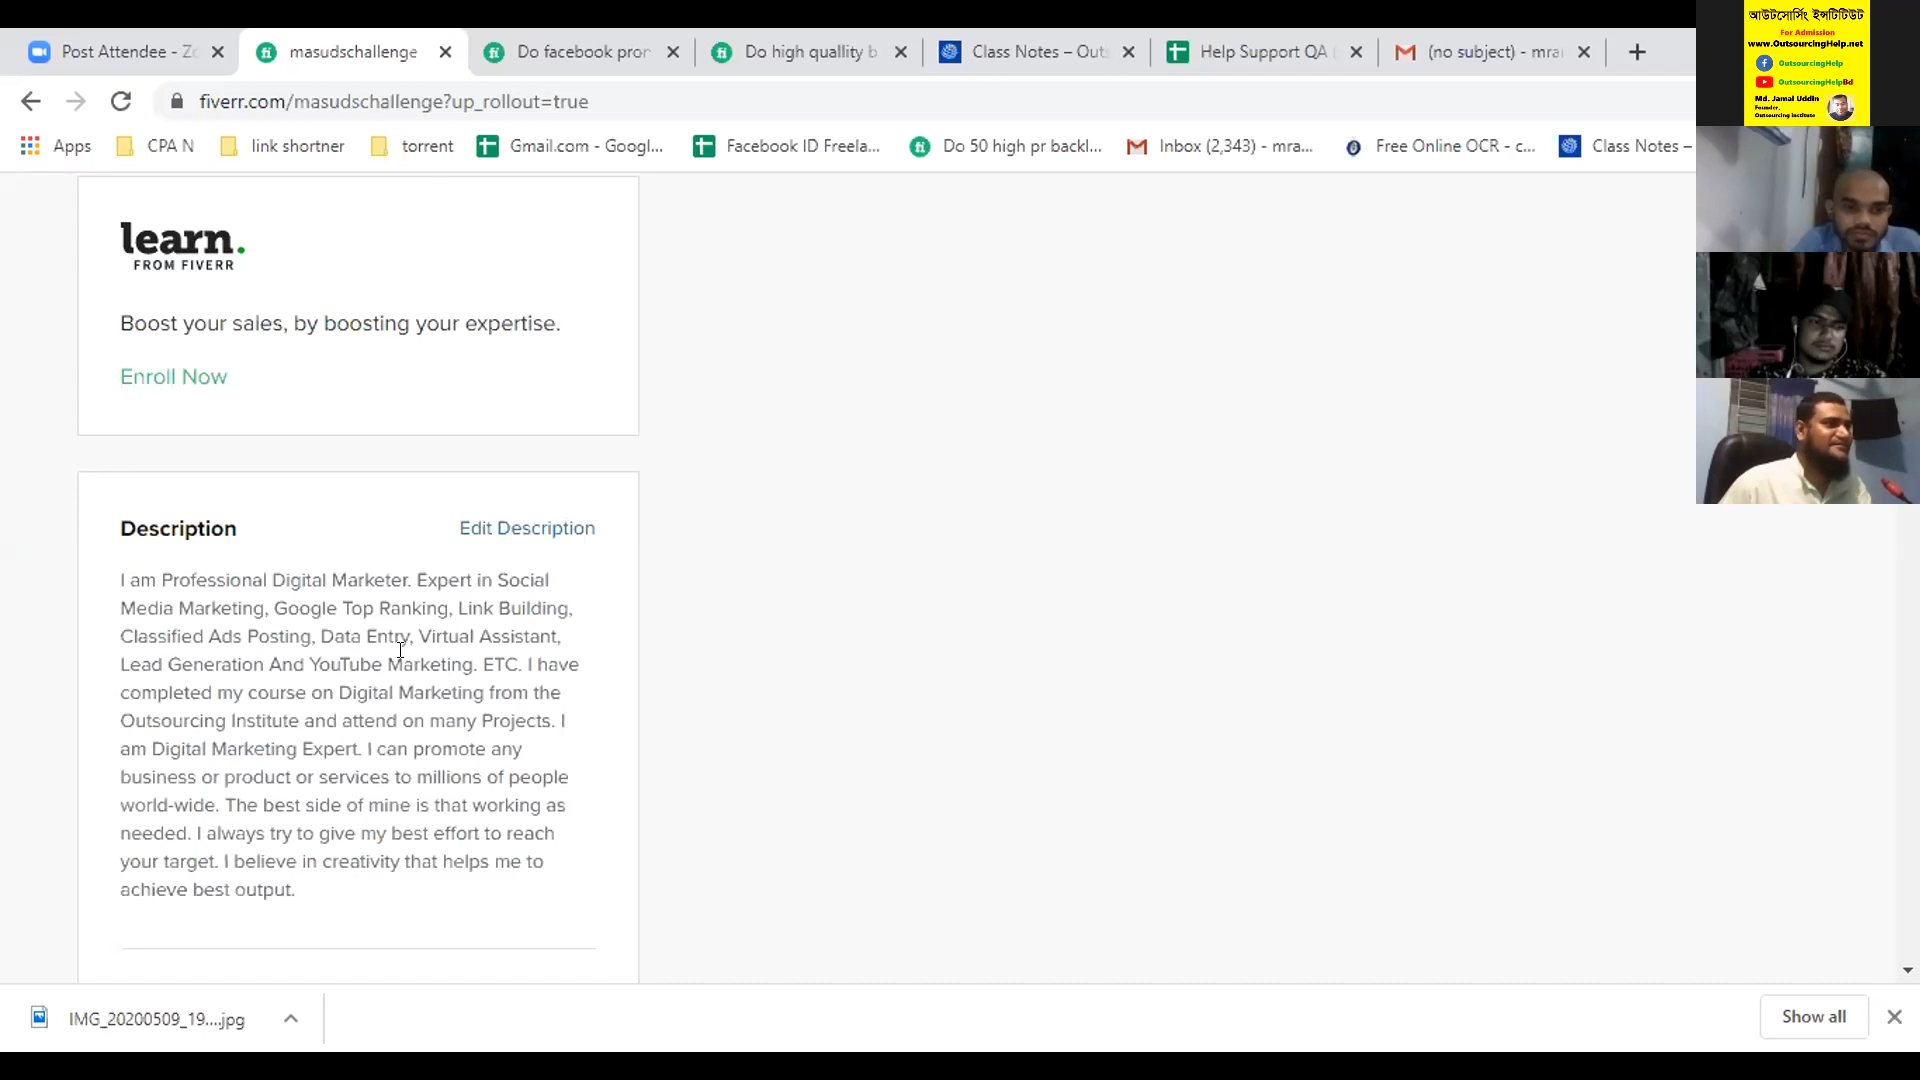 Post Attendee - Zo
masudschallenge
Do facebook pror
Do high quallity b
Class Notes – Outs
Help Support QA (
(no subject) - mra
fiverr.com/masudschallenge?up_rollout=true
Apps
CPA N
link shortner
torrent
Gmail.com - Googl...
Facebook ID Freela...
Do 50 high pr backl...
Inbox (2,343) - mra...
Free Online OCR - c...
Class Notes –
আউটসোর্সিং ইন্সটিটিউট
For Admission
www.OutsourcingHelp.net
OutsourcingHelp
OutsourcingHelpBd
Md. Jamal Uddin
Founder,
Outsourcing Institute
learn.
FROM FIVERR
Boost your sales, by boosting your expertise.
Enroll Now
Description
Edit Description
I am Professional Digital Marketer. Expert in Social
Media Marketing, Google Top Ranking, Link Building,
Classified Ads Posting, Data Entry, Virtual Assistant,
Lead Generation And YouTube Marketing. ETC. I have
completed my course on Digital Marketing from the
Outsourcing Institute and attend on many Projects. I
am Digital Marketing Expert. I can promote any
business or product or services to millions of people
world-wide. The best side of mine is that working as
needed. I always try to give my best effort to reach
your target. I believe in creativity that helps me to
achieve best output.
IMG_20200509_19....jpg
Show all